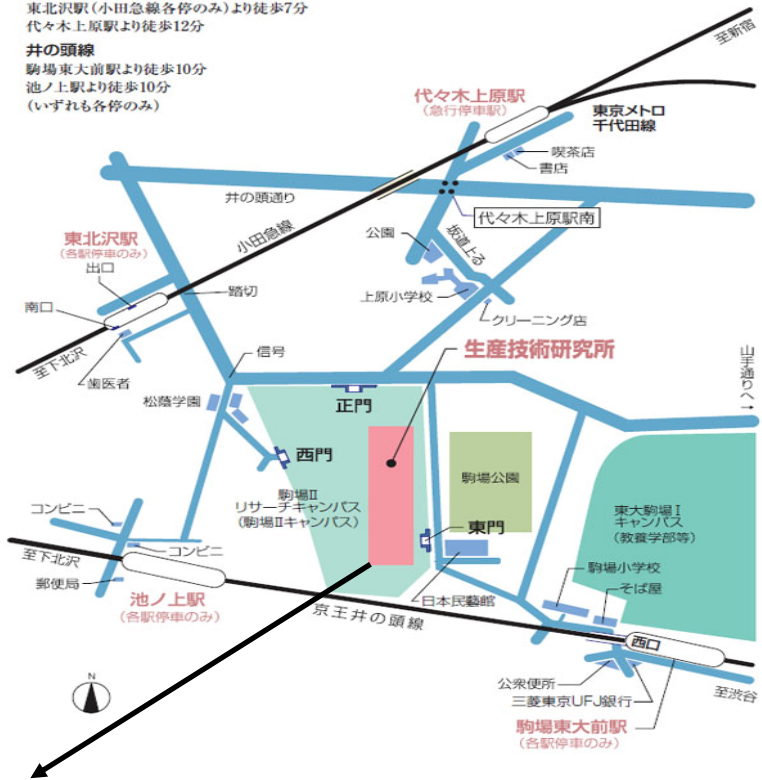 東北沢駅(小田急線各停のみ)より徒歩7分
代々木上原駅より徒歩12分
井の頭線
駒場東大前駅より徒歩10分
池ノ上駅より徒歩10分
(いずれも各停のみ)
至新宿
代々木上原駅
(急行停車駅)
東京メトロ
千代田線
喫茶店
書店
井の頭通り
代々木上原駅南
小田急線
公園
坂道上る
東北沢駅
(各駅停車のみ)
出口
踏切
上原小学校
南口
クリーニング店
至下北沢
信号
生産技術研究所
山手通りへ→
歯医者
松蔭学園
正門
西門
駒場公園
駒場Ⅱ
リサーチキャンパス
(駒場Ⅱキャンパス)
東大駒場Ⅰ
キャンパス
(教養学部等)
コンビニ
東門
コンビニ
至下北沢
駒場小学校
郵便局
そば屋
池ノ上駅
(各駅停車のみ)
日本民藝館
京王井の頭線
西口
N
公衆便所
至渋谷
三菱東京UFJ銀行
駒場東大前駅
(各駅停車のみ)